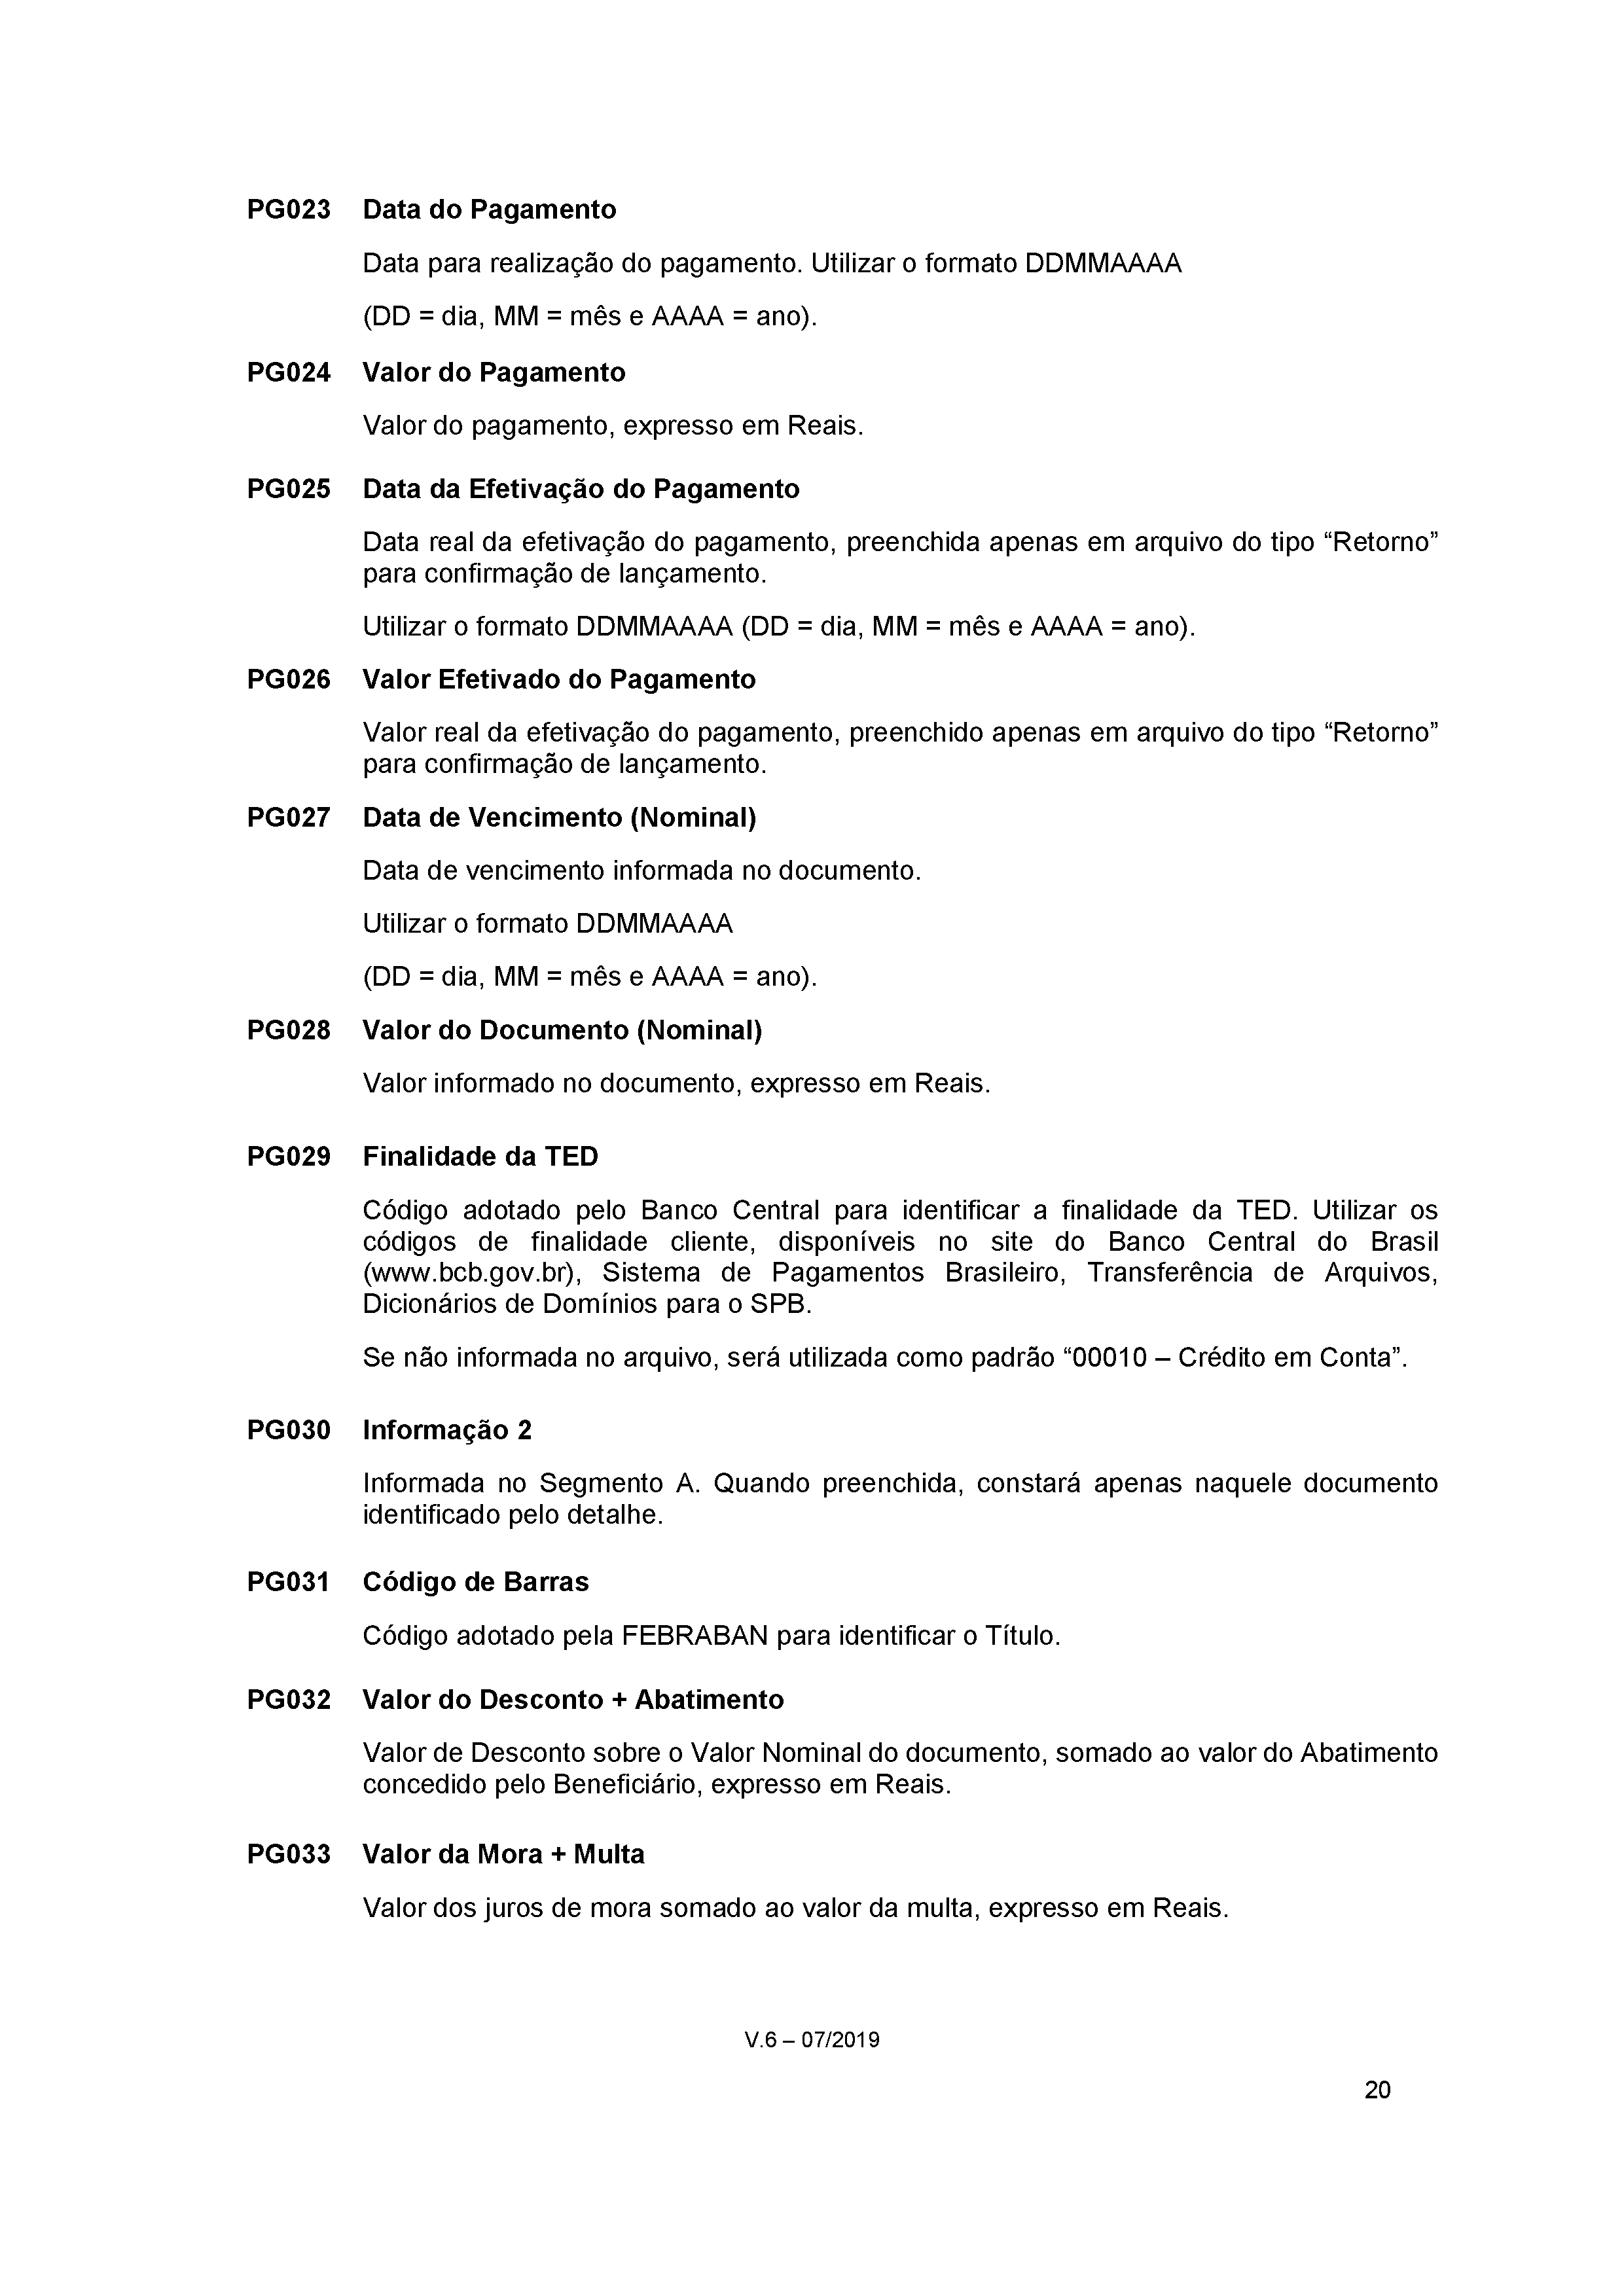 PG023 Data do Pagamento
Data para realização do pagamento. Utilizar o formato DDMMAAAA
(DD = dia, MM = mês e AAAA = ano).
PG024 Valor do Pagamento
Valor do pagamento, expresso em Reais.
PG025 Data da Efetivação do Pagamento
Data real da efetivação do pagamento, preenchida apenas em arquivo do tipo “Retorno”
para confirmação de lançamento.
Utilizar o formato DDMMAAAA (DD = dia, MM = mês e AAAA = ano).
PG026 Valor Efetivado do Pagamento
Valor real da efetivação do pagamento, preenchido apenas em arquivo do tipo “Retorno”
para confirmação de lançamento.
PG027 Data de Vencimento (Nominal)
Data de vencimento informada no documento.
Utilizar o formato DDMMAAAA
(DD = dia, MM = mês e AAAA = ano).
PG028 Valor do Documento (Nominal)
Valor informado no documento, expresso em Reais.
PG029 Finalidade da TED
Código adotado pelo Banco Central para identificar a finalidade da TED. Utilizar os
códigos de finalidade cliente, disponíveis no site do Banco Central do Brasil
(www.bcb.gov.br), Sistema de Pagamentos Brasileiro, Transferência de Arquivos,
Dicionários de Domínios para o SPB.
Se não informada no arquivo, será utilizada como padrão “00010 – Crédito em Conta”.
PG030 Informação 2
Informada no Segmento A. Quando preenchida, constará apenas naquele documento
identificado pelo detalhe.
PG031 Código de Barras
Código adotado pela FEBRABAN para identificar o Título.
PG032 Valor do Desconto + Abatimento
Valor de Desconto sobre o Valor Nominal do documento, somado ao valor do Abatimento
concedido pelo Beneficiário, expresso em Reais.
PG033 Valor da Mora + Multa
Valor dos juros de mora somado ao valor da multa, expresso em Reais.
V.6 – 07/2019
20